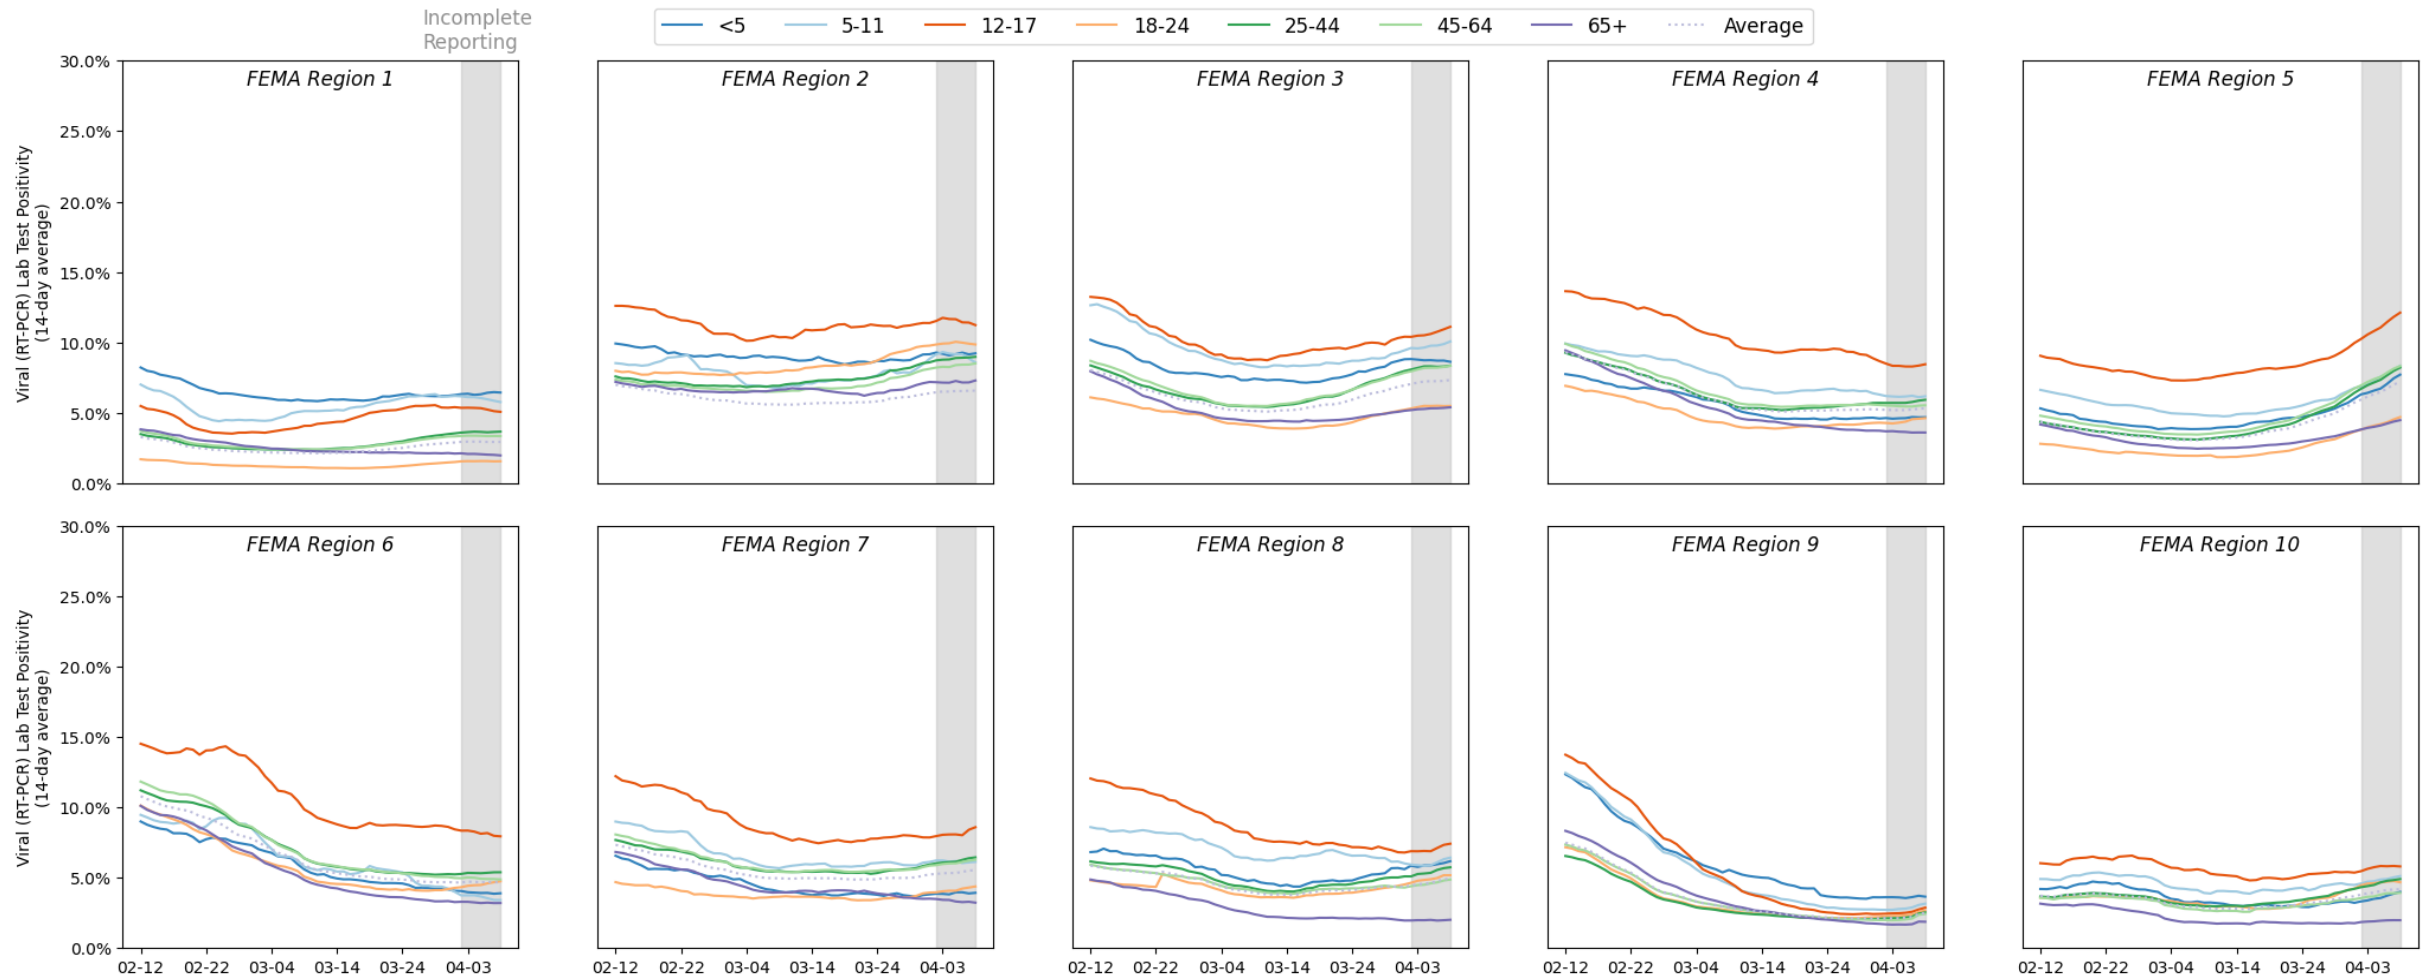 Incomplete
Reporting
<5 5-11 12-17 18-24 25-44 45-64 65+ Average
FEMA Region 1 FEMA Region 2 FEMA Region 3 FEMA Region 4 FEMA Region 5
Viral (RT-PCR) Lab Test Positivity
(14-day average)
30.0%
25.0%
20.0%
15.0%
10.0%
5.0%
0.0%
FEMA Region 6 FEMA Region 7 FEMA Region 8 FEMA Region 9 FEMA Region 10
Viral (RT-PCR) Lab Test Positivity
(14-day average)
30.0%
25.0%
20.0%
15.0%
10.0%
5.0%
0.0%
02-12 02-22 03-04 03-14 03-24 04-03 02-12 02-22 03-04 03-14 03-24 04-03 02-12 02-22 03-04 03-14 03-24 04-03 02-12 02-22 03-04 03-14 03-24 04-03 02-12 02-22 03-04 03-14 03-24 04-03